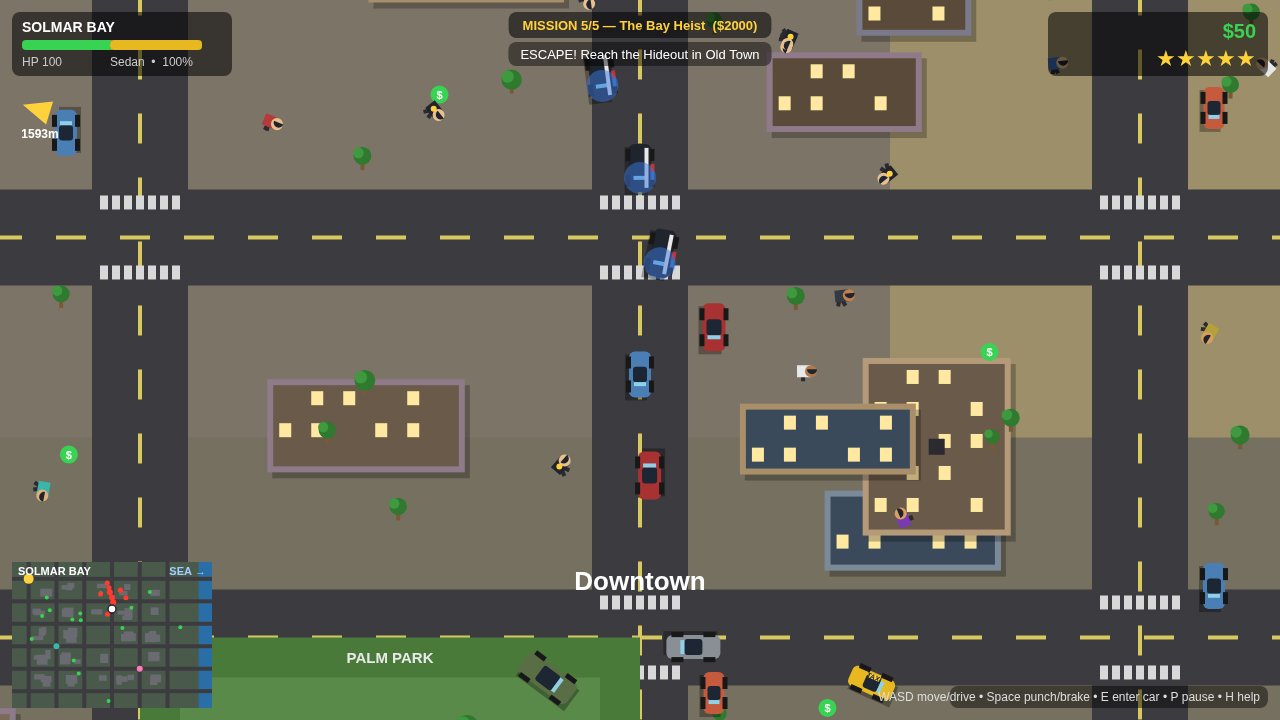 SOLMAR BAY
HP 100 Sedan • 100%
MISSION 5/5 — The Bay Heist ($2000)
ESCAPE! Reach the Hideout in Old Town
$50
★★★★★
1593m
$
$
$
Downtown
SOLMAR BAY SEA →
PALM PARK
TAXI
WASD move/drive • Space punch/brake • E enter car • P pause • H help
$